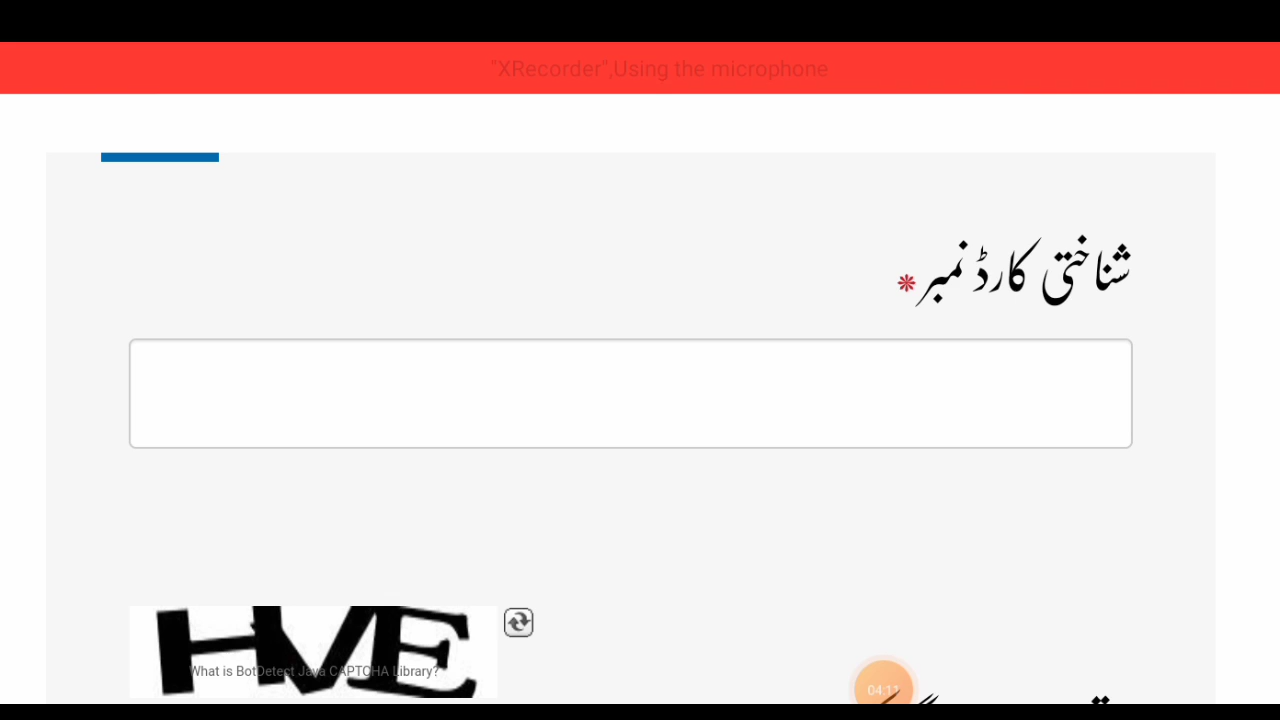 "XRecorder",Using the microphone
شناختی کارڈ نمبر *
HVE
What is BotDetect Java CAPTCHA Library?
04:11